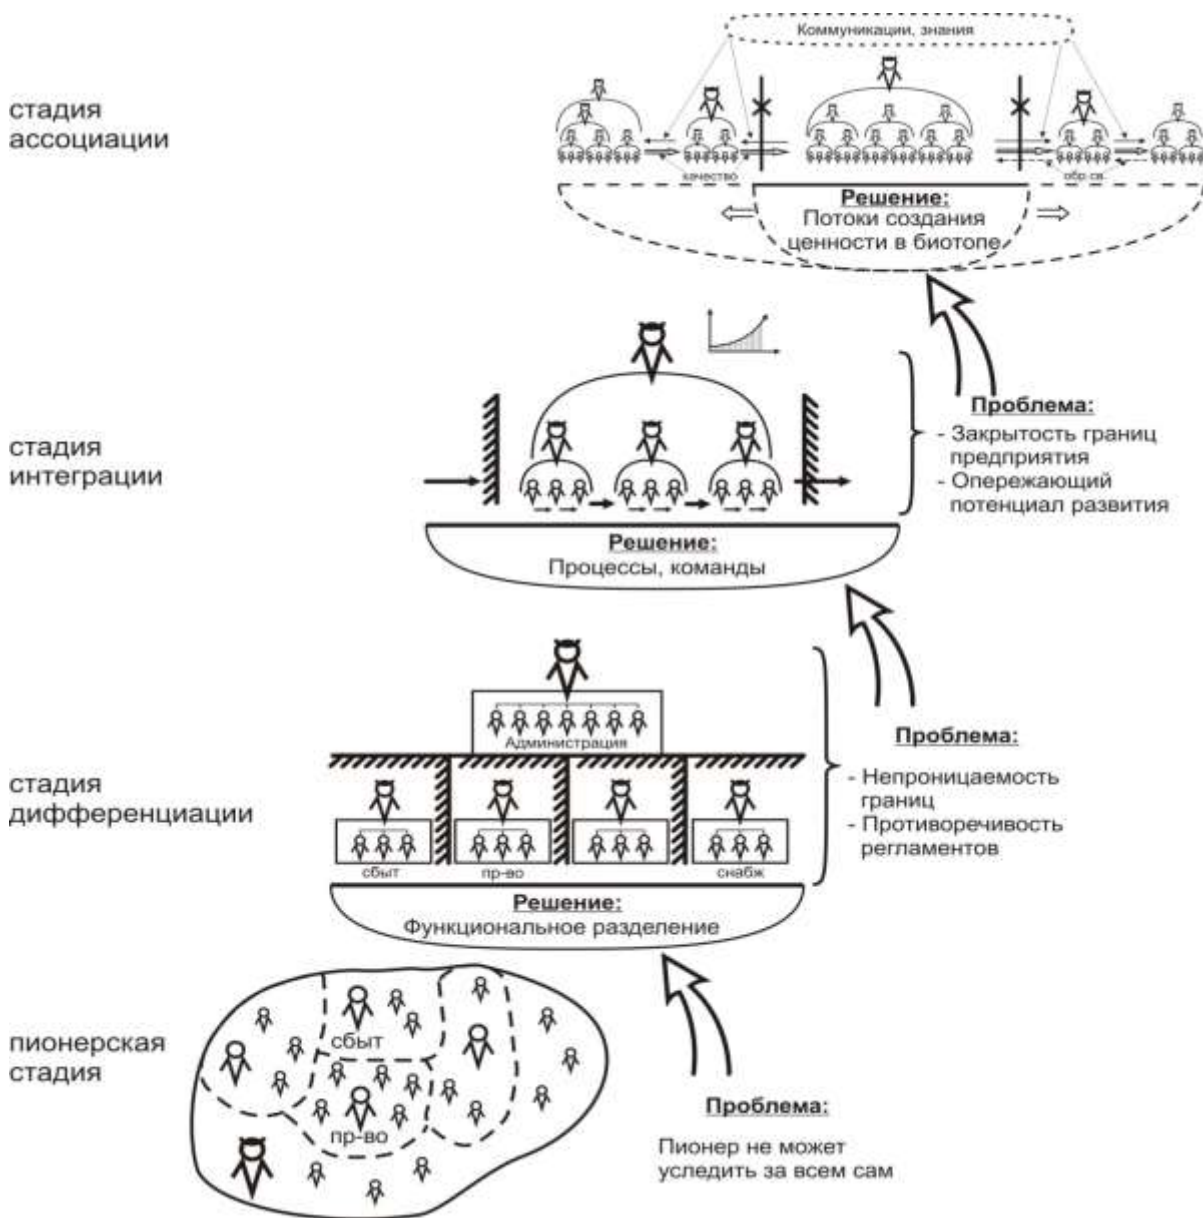 Коммуникации, знания
стадия
ассоциации
качество
обр.св.
Решение:
Потоки создания
ценности в биотопе
Проблема:
- Закрытость границ
предприятия
- Опережающий
потенциал развития
стадия
интеграции
Решение:
Процессы, команды
Администрация
Проблема:
- Непроницаемость
границ
- Противоречивость
регламентов
стадия
дифференциации
сбыт
пр-во
снабж
Решение:
Функциональное разделение
пионерская
стадия
сбыт
пр-во
Проблема:
Пионер не может
уследить за всем сам